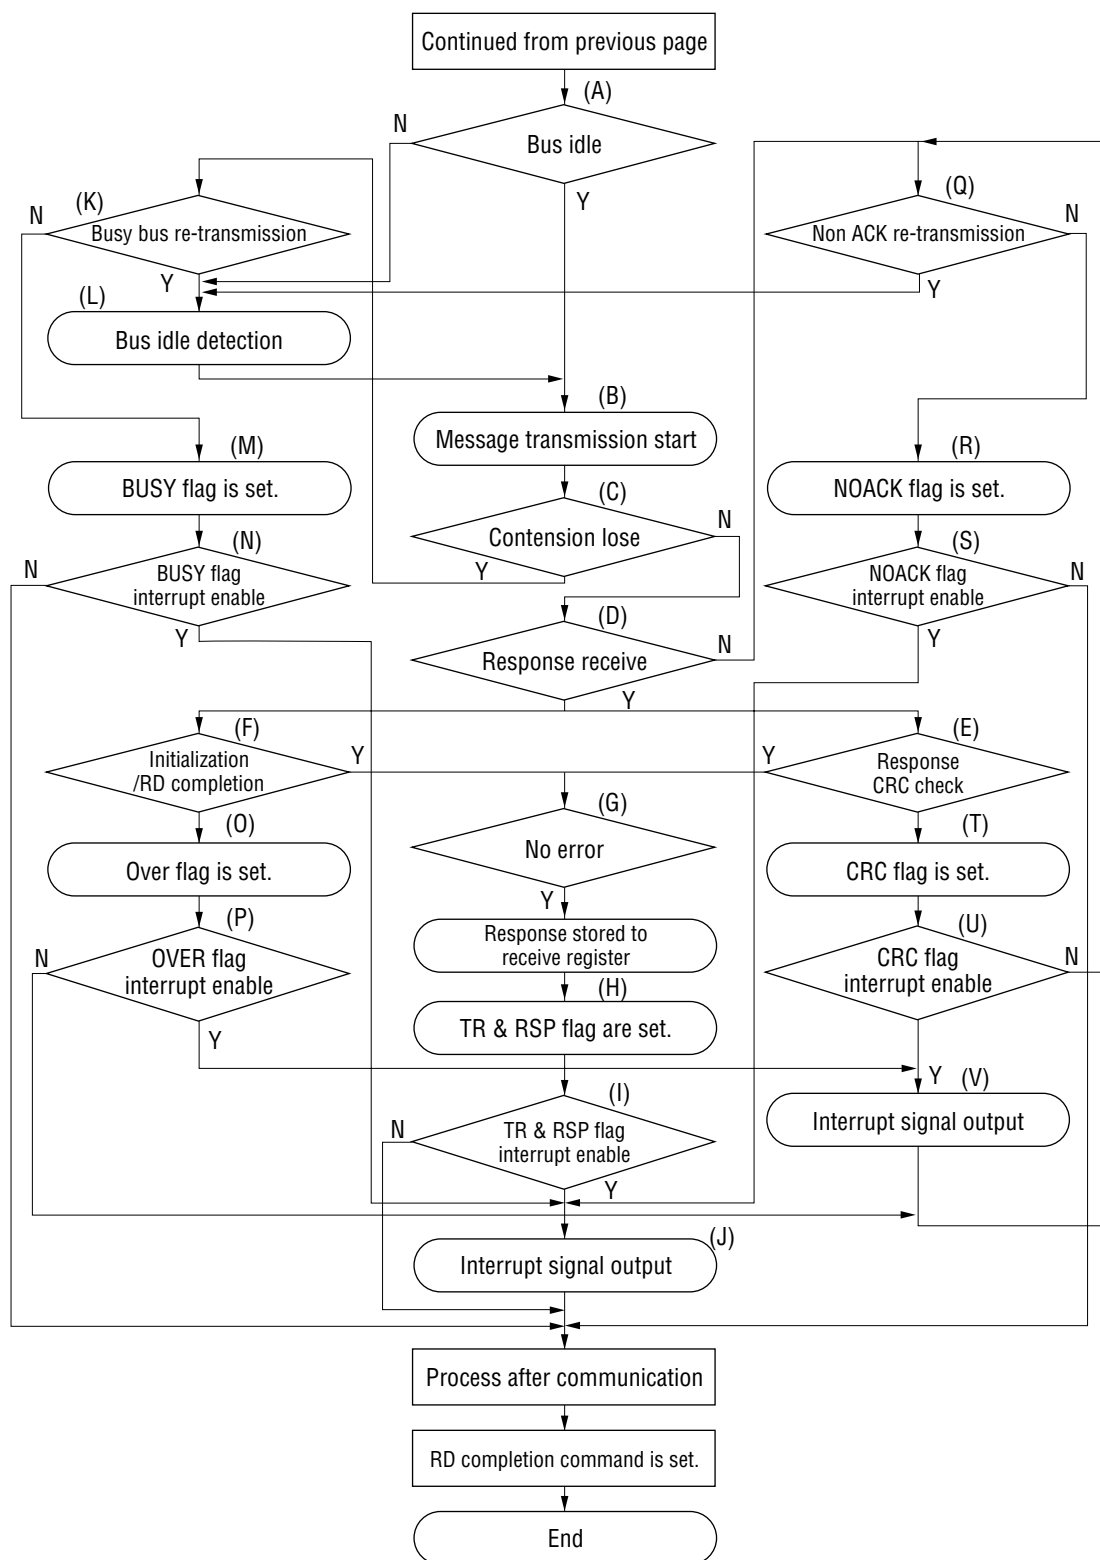 Continued from previous page
(A)
N
Bus idle
Y
(K)
N
Busy bus re-transmission
Y
(Q)
N
Non ACK re-transmission
Y
(L)
Bus idle detection
(B)
Message transmission start
(M)
BUSY flag is set.
(R)
NOACK flag is set.
(C)
N
Contension lose
Y
(N)
N
BUSY flag
interrupt enable
Y
(S)
N
NOACK flag
interrupt enable
Y
(D)
N
Response receive
Y
(F)
Y
Initialization
/RD completion
(E)
Y
Response
CRC check
(G)
No error
Y
(O)
Over flag is set.
(T)
CRC flag is set.
(P)
N
OVER flag
interrupt enable
Y
Response stored to
receive register
(U)
N
CRC flag
interrupt enable
Y
(H)
TR & RSP flag are set.
(V)
Interrupt signal output
(I)
N
TR & RSP flag
interrupt enable
Y
(J)
Interrupt signal output
Process after communication
RD completion command is set.
End